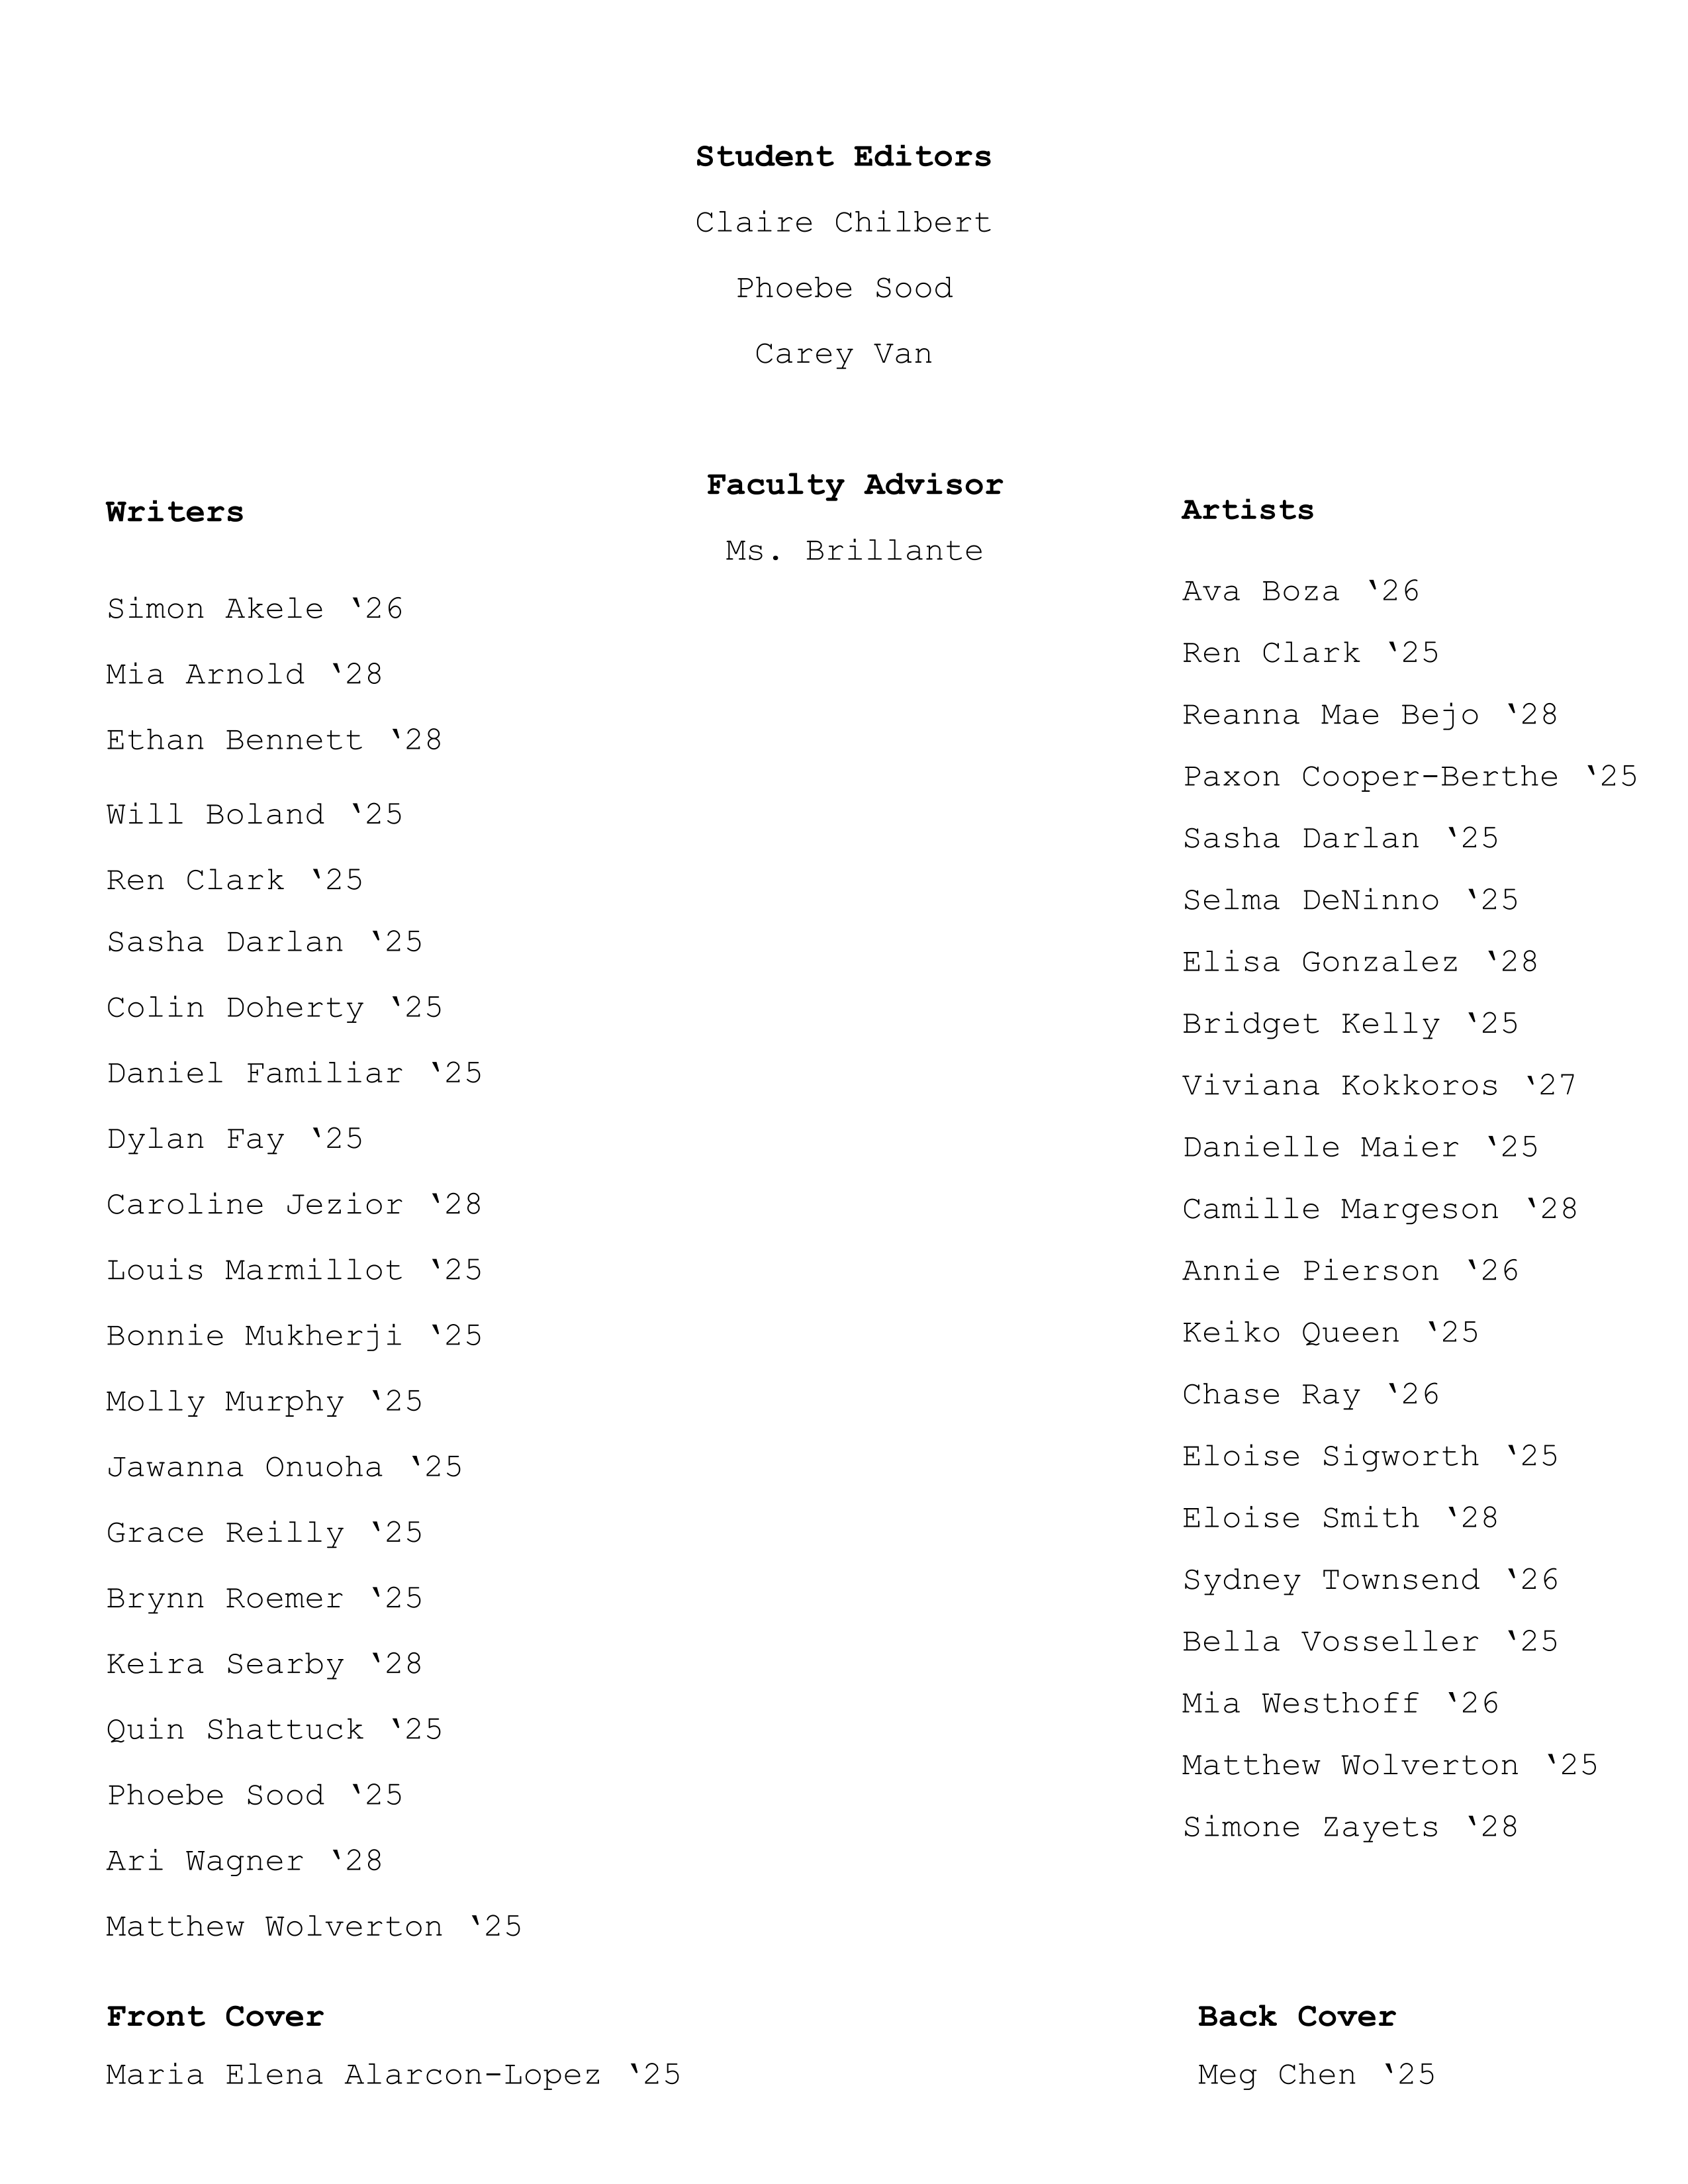 Student Editors
Claire Chilbert
Phoebe Sood
Carey Van
Faculty Advisor
Ms. Brillante
Writers
Simon Akele ‘26
Mia Arnold ‘28
Ethan Bennett ‘28
Will Boland ‘25
Ren Clark ‘25
Sasha Darlan ‘25
Colin Doherty ‘25
Daniel Familiar ‘25
Dylan Fay ‘25
Caroline Jezior ‘28
Louis Marmillot ‘25
Bonnie Mukherji ‘25
Molly Murphy ‘25
Jawanna Onuoha ‘25
Grace Reilly ‘25
Brynn Roemer ‘25
Keira Searby ‘28
Quin Shattuck ‘25
Phoebe Sood ‘25
Ari Wagner ‘28
Matthew Wolverton ‘25
Artists
Ava Boza ‘26
Ren Clark ‘25
Reanna Mae Bejo ‘28
Paxon Cooper-Berthe ‘25
Sasha Darlan ‘25
Selma DeNinno ‘25
Elisa Gonzalez ‘28
Bridget Kelly ‘25
Viviana Kokkoros ‘27
Danielle Maier ‘25
Camille Margeson ‘28
Annie Pierson ‘26
Keiko Queen ‘25
Chase Ray ‘26
Eloise Sigworth ‘25
Eloise Smith ‘28
Sydney Townsend ‘26
Bella Vosseller ‘25
Mia Westhoff ‘26
Matthew Wolverton ‘25
Simone Zayets ‘28
Front Cover
Maria Elena Alarcon-Lopez ‘25
Back Cover
Meg Chen ‘25